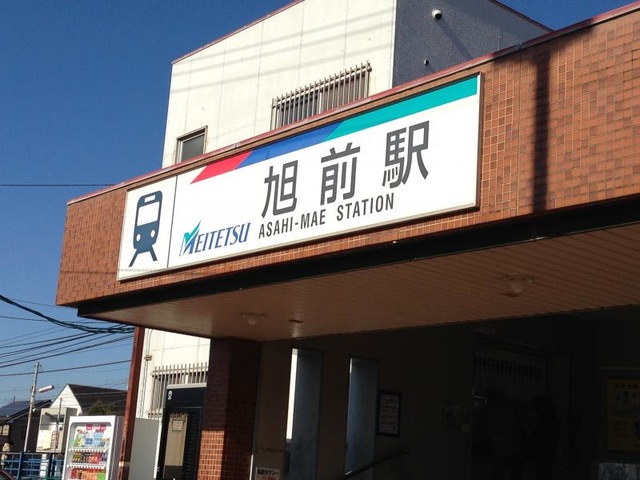 旭前駅
MEITETSU ASAHI-MAE STATION